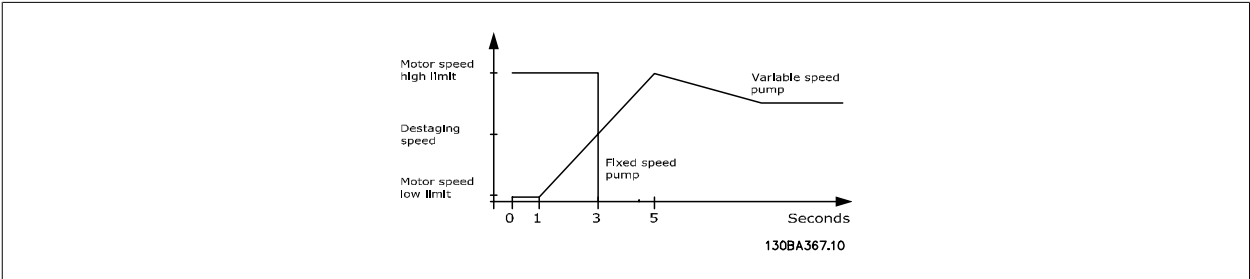 Motor speed
high limit
Variable speed
pump
Destaging
speed
Fixed speed
pump
Motor speed
low limit
0 1 3 5 Seconds
130BA367.10